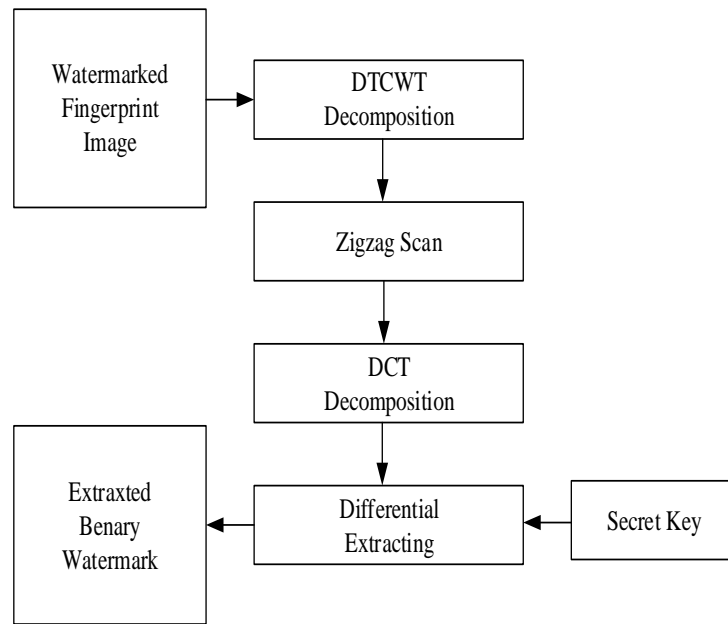 Watermarked
Fingerprint
Image
DTCWT
Decomposition
Zigzag Scan
DCT
Decomposition
Differential
Extracting
Secret Key
Extraxted
Benary
Watermark